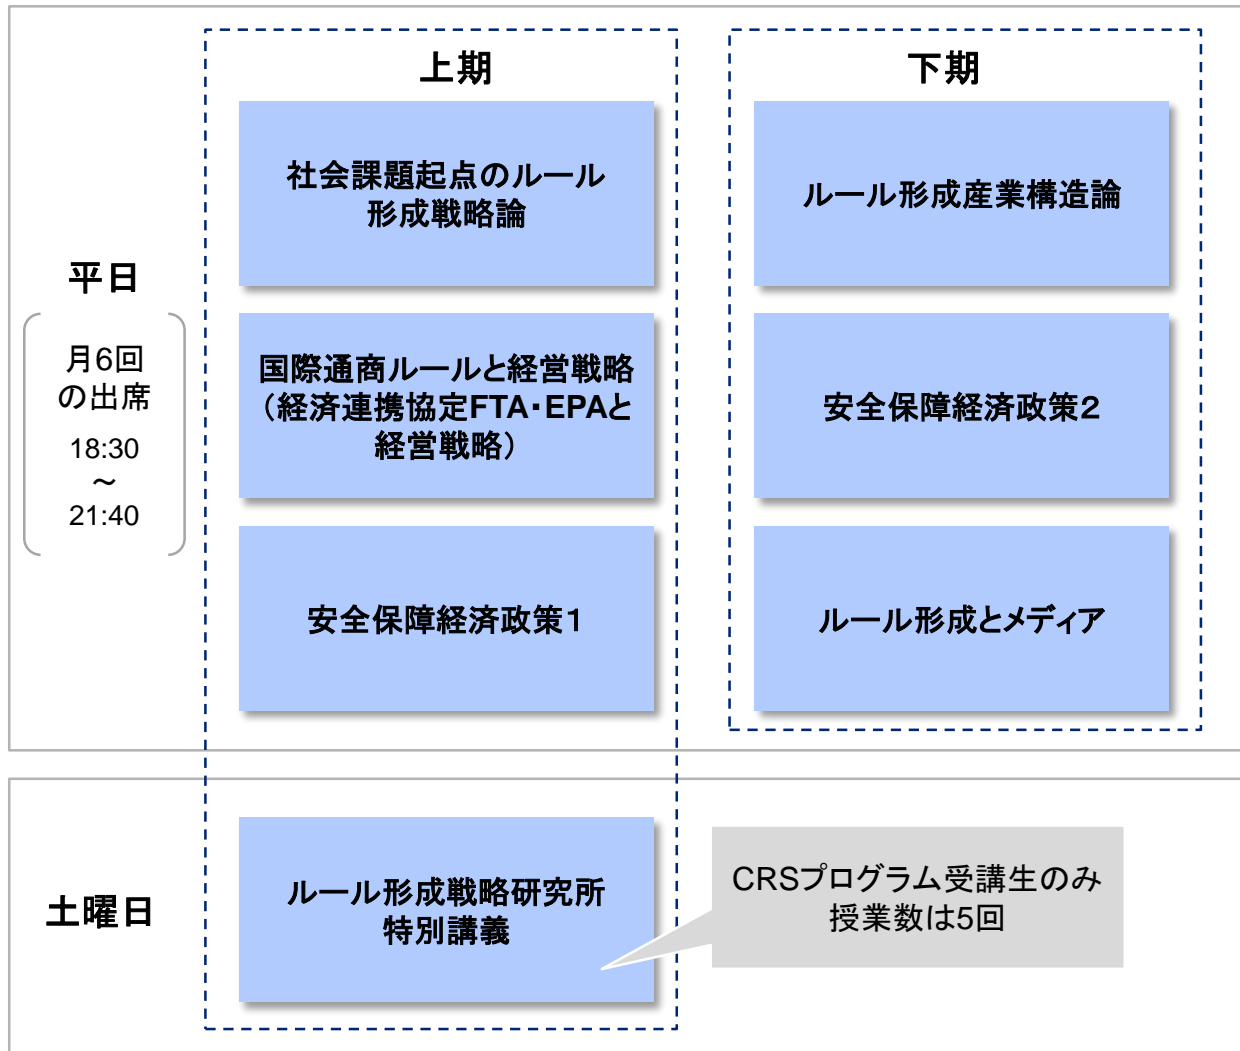 上期
下期
社会課題起点のルール
形成戦略論
ルール形成産業構造論
平日
月6回
の出席
18:30
~
21:40
国際通商ルールと経営戦略
（経済連携協定FTA・EPAと
経営戦略）
安全保障経済政策２
安全保障経済政策１
ルール形成とメディア
土曜日
ルール形成戦略研究所
特別講義
CRSプログラム受講生のみ
授業数は5回